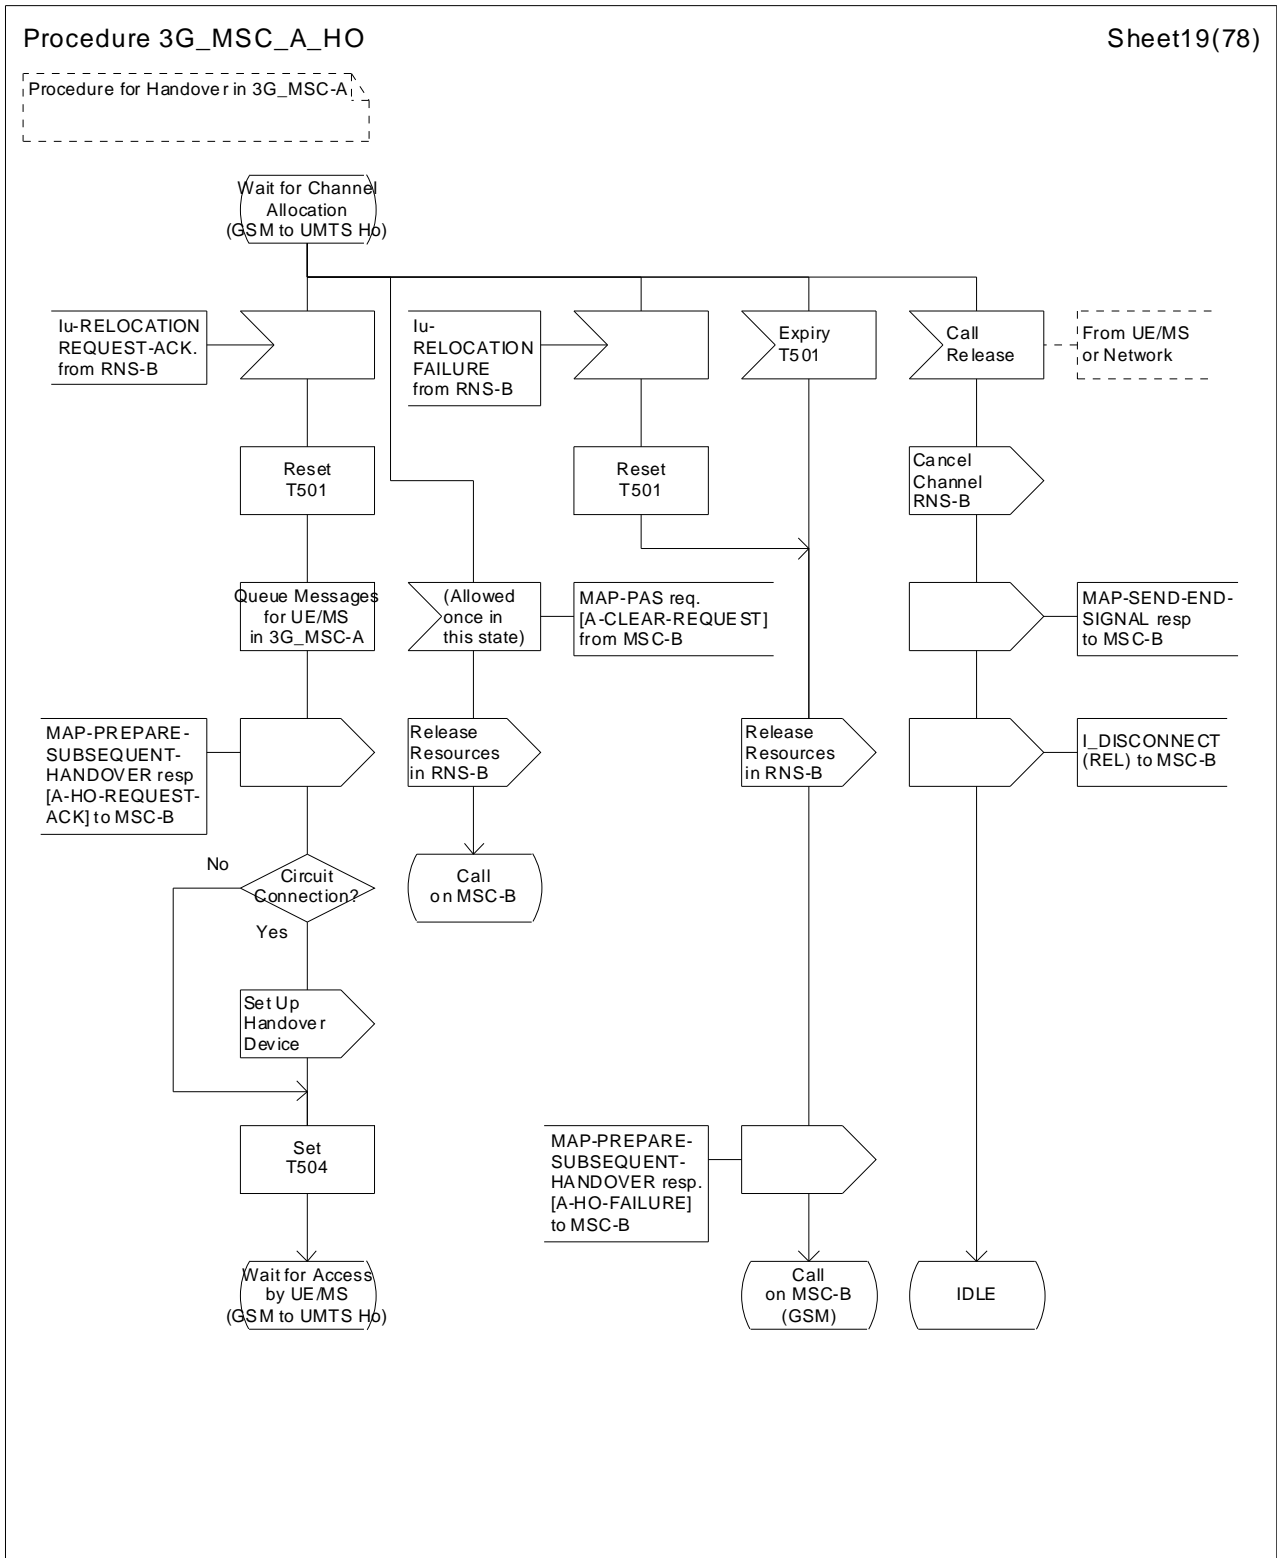 Procedure 3G_MSC_A_HO
Sheet19(78)
Procedure for Handover in 3G_MSC-A
Wait for Channel
Allocation
(GSM to UMTS Ho)
Iu-RELOCATION
REQUEST-ACK.
from RNS-B
Iu-
RELOCATION
FAILURE
from RNS-B
Expiry
T501
Call
Release
From UE/MS
or Network
Reset
T501
Reset
T501
Cancel
Channel
RNS-B
Queue Messages
for UE/MS
in 3G_MSC-A
(Allowed
once in
this state)
MAP-PAS req.
[A-CLEAR-REQUEST]
from MSC-B
MAP-SEND-END-
SIGNAL resp
to MSC-B
MAP-PREPARE-
SUBSEQUENT-
HANDOVER resp
[A-HO-REQUEST-
ACK] to MSC-B
Release
Resources
in RNS-B
Release
Resources
in RNS-B
I_DISCONNECT
(REL) to MSC-B
No
Circuit
Connection?
Yes
Call
on MSC-B
Set Up
Handover
Device
Set
T504
MAP-PREPARE-
SUBSEQUENT-
HANDOVER resp.
[A-HO-FAILURE]
to MSC-B
Wait for Access
by UE/MS
(GSM to UMTS Ho)
Call
on MSC-B
(GSM)
IDLE